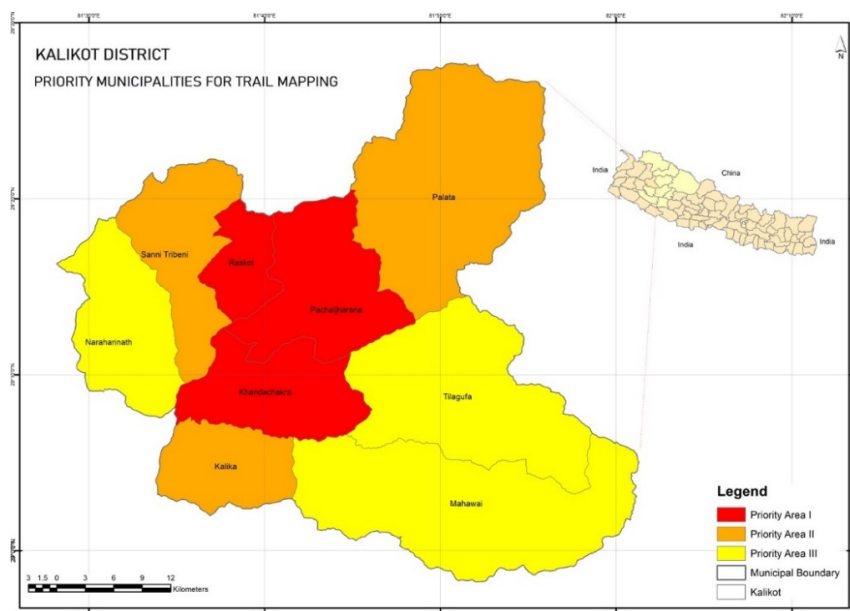 KALIKOT DISTRICT
PRIORITY MUNICIPALITIES FOR TRAIL MAPPING
N
China
India
Palata
India
India
Sanni Tribeni
Raskot
Pachaljharana
Naraharinath
Khandachakra
Tilagufa
Kalika
Mahawai
Legend
Priority Area I
Priority Area II
Priority Area III
Municipal Boundary
Kalikot
3 1.5 0 3 6 9 12
Kilometers